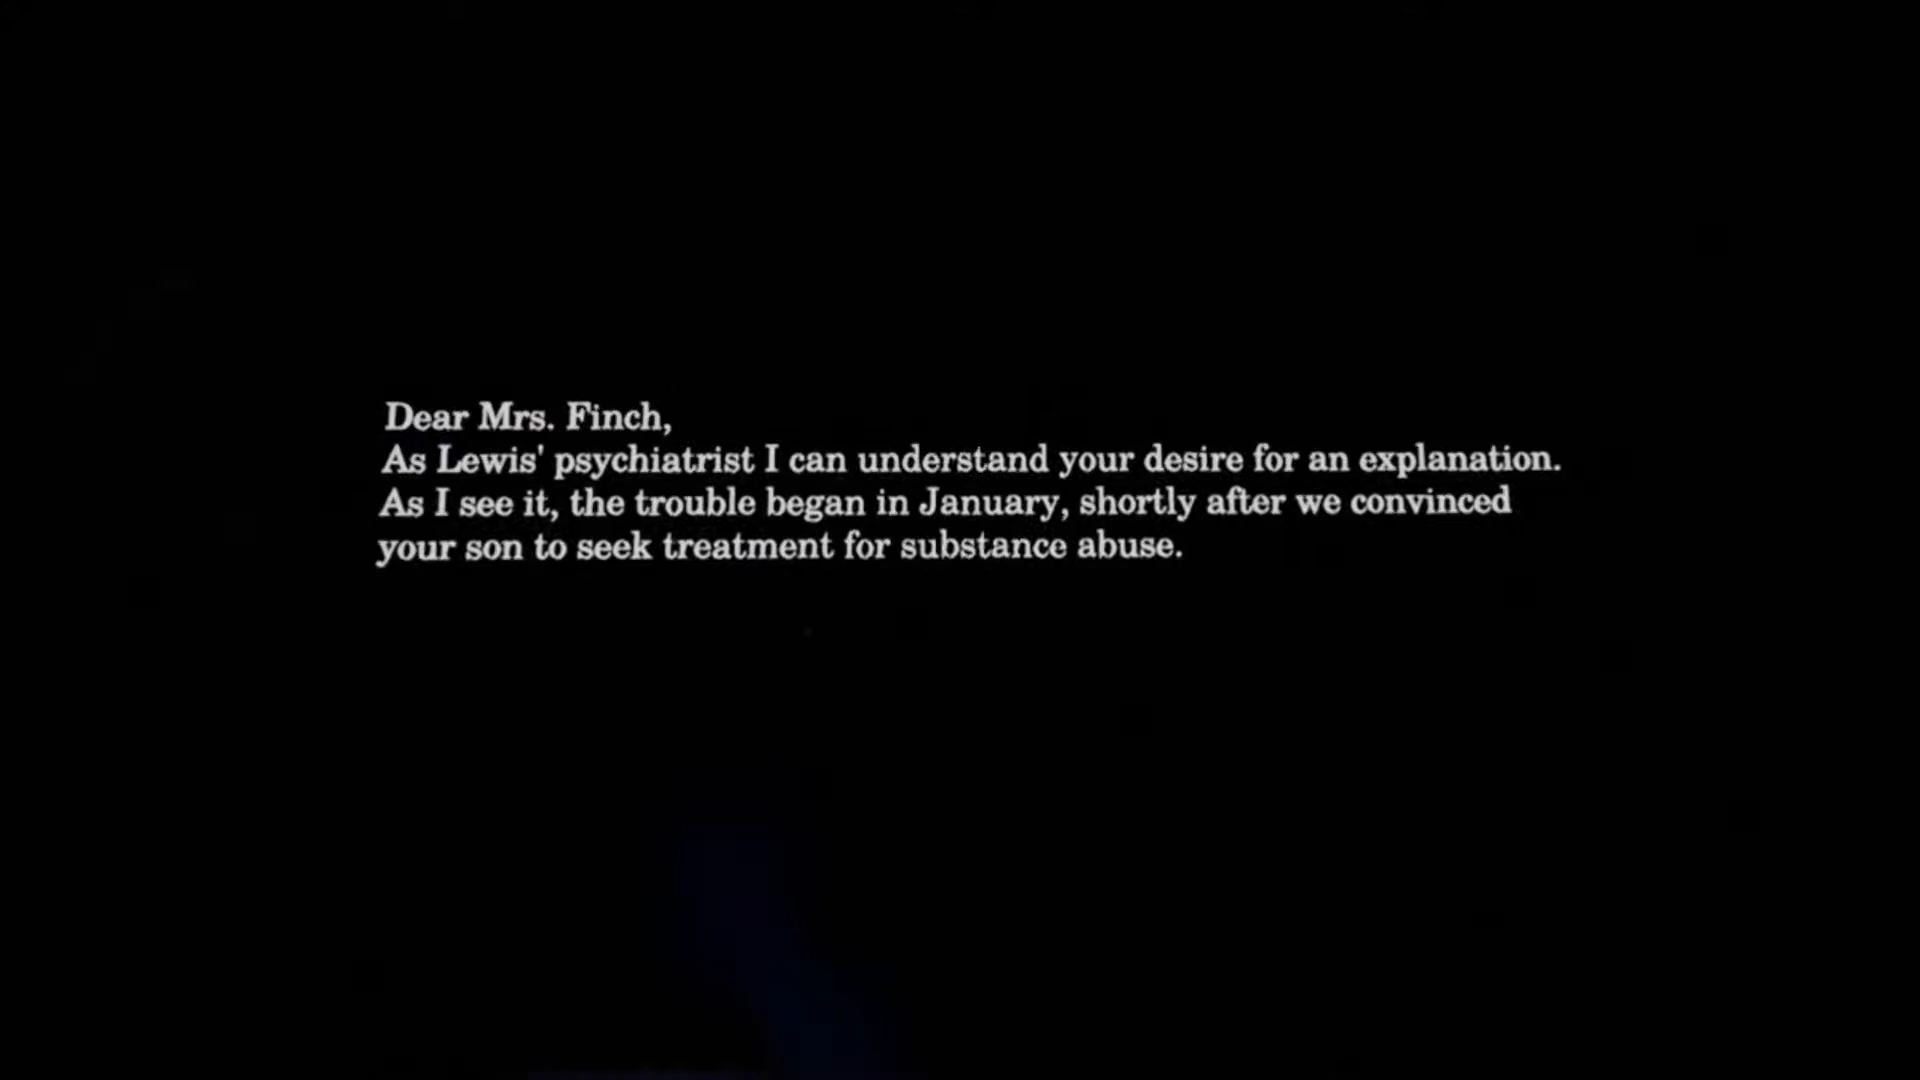 Dear Mrs. Finch,
As Lewis' psychiatrist I can understand your desire for an explanation.
As I see it, the trouble began in January, shortly after we convinced
your son to seek treatment for substance abuse.